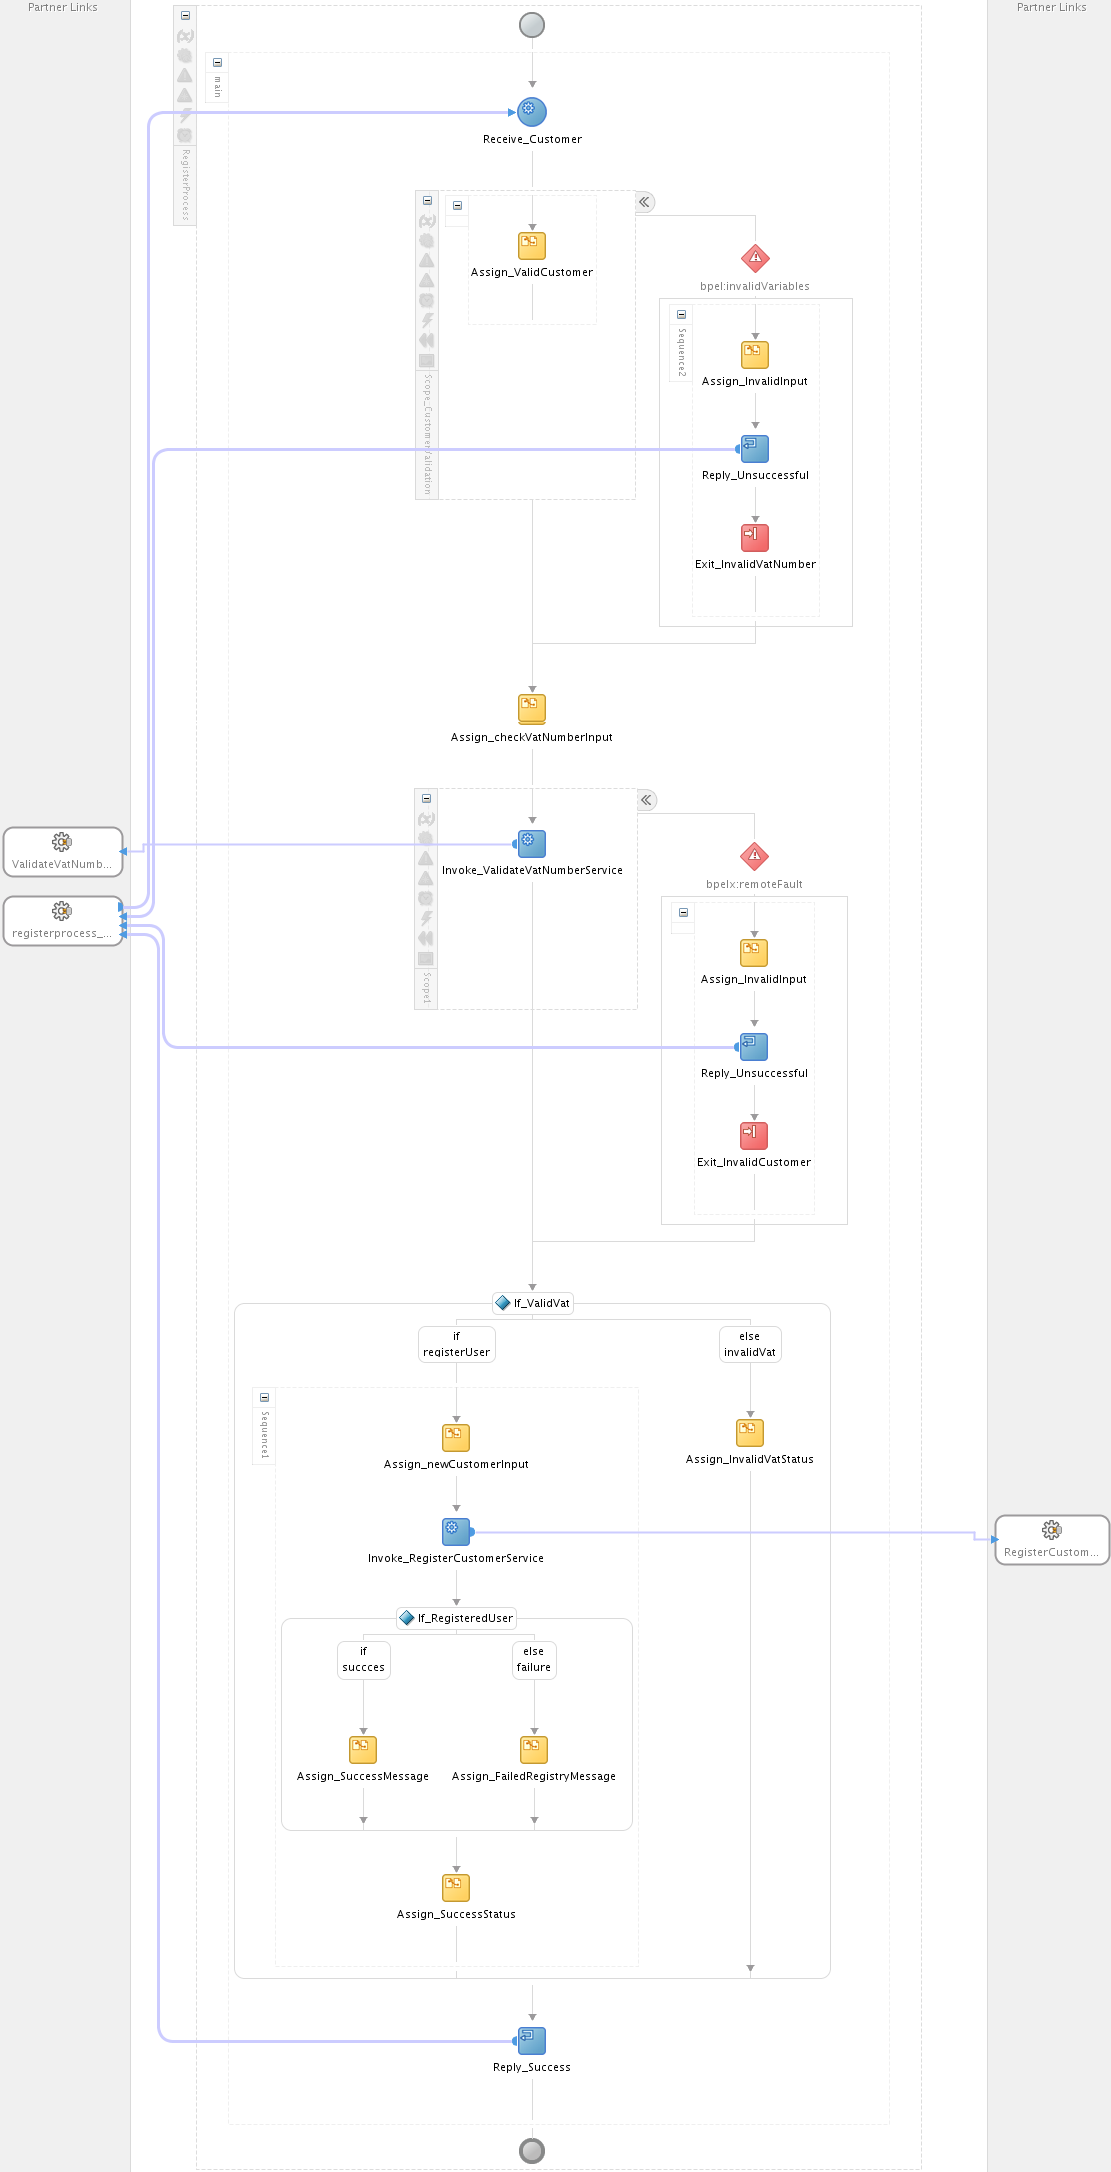 Partner Links
Partner Links
main
RegisterProcess
Receive_Customer
Assign_ValidCustomer
bpel:invalidVariables
Scope_CustomerValidation
Sequence2
Assign_InvalidInput
Reply_Unsuccessful
Exit_InvalidVatNumber
Assign_checkVatNumberInput
ValidateVatNumb...
Invoke_ValidateVatNumberService
bpelx:remoteFault
registerprocess_...
Scope1
Assign_InvalidInput
Reply_Unsuccessful
Exit_InvalidCustomer
If_ValidVat
if
registerUser
else
invalidVat
Sequence1
Assign_newCustomerInput
Assign_InvalidVatStatus
Invoke_RegisterCustomerService
RegisterCustom...
If_RegisteredUser
if
succces
else
failure
Assign_SuccessMessage
Assign_FailedRegistryMessage
Assign_SuccessStatus
Reply_Success